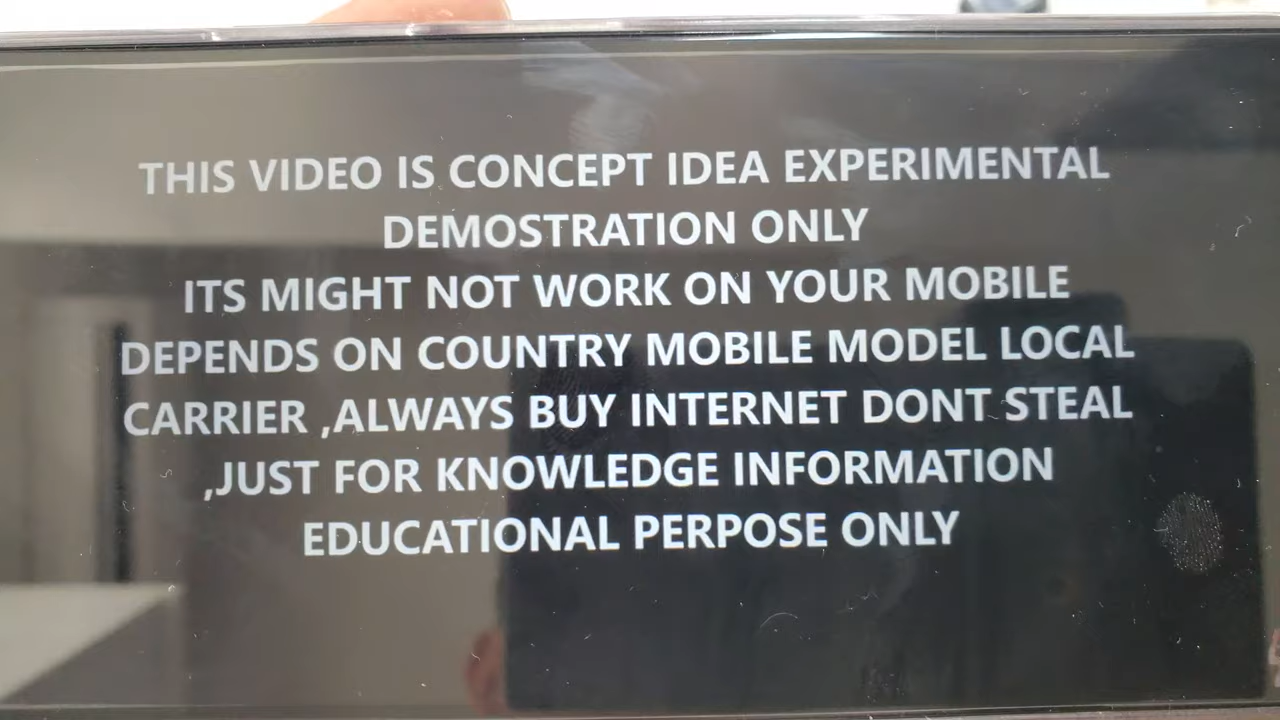 THIS VIDEO IS CONCEPT IDEA EXPERIMENTAL
DEMOSTRATION ONLY
ITS MIGHT NOT WORK ON YOUR MOBILE
DEPENDS ON COUNTRY MOBILE MODEL LOCAL
CARRIER ,ALWAYS BUY INTERNET DONT STEAL
,JUST FOR KNOWLEDGE INFORMATION
EDUCATIONAL PERPOSE ONLY